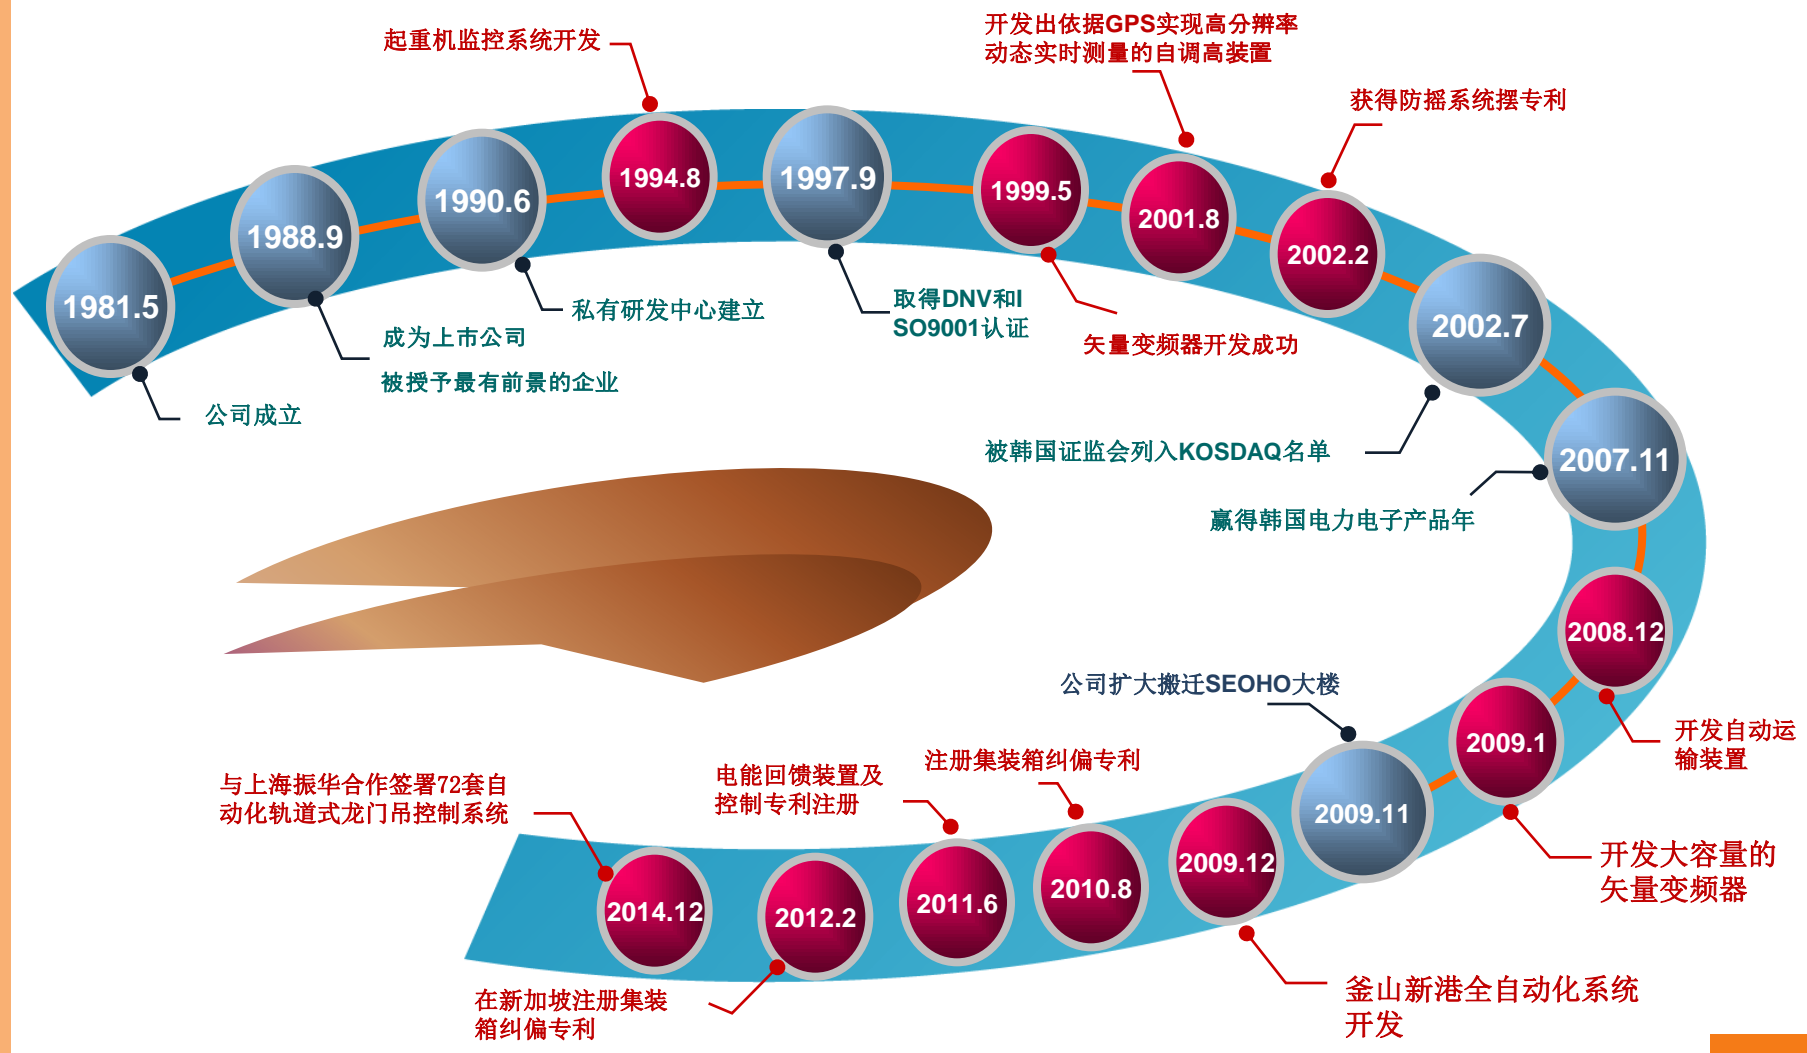 1981.5
公司成立
1988.9
成为上市公司
被授予最有前景的企业
1990.6
私有研发中心建立
起重机监控系统开发
1994.8
1997.9
取得DNV和I
SO9001认证
1999.5
矢量变频器开发成功
开发出依据GPS实现高分辨率
动态实时测量的自调高装置
2001.8
获得防摇系统摆专利
2002.2
2002.7
被韩国证监会列入KOSDAQ名单
2007.11
赢得韩国电力电子产品年
2008.12
开发自动运
输装置
2009.1
开发大容量的
矢量变频器
公司扩大搬迁SEOHO大楼
2009.11
2009.12
釜山新港全自动化系统
开发
注册集装箱纠偏专利
2010.8
电能回馈装置及
控制专利注册
2011.6
2012.2
在新加坡注册集装
箱纠偏专利
与上海振华合作签署72套自
动化轨道式龙门吊控制系统
2014.12